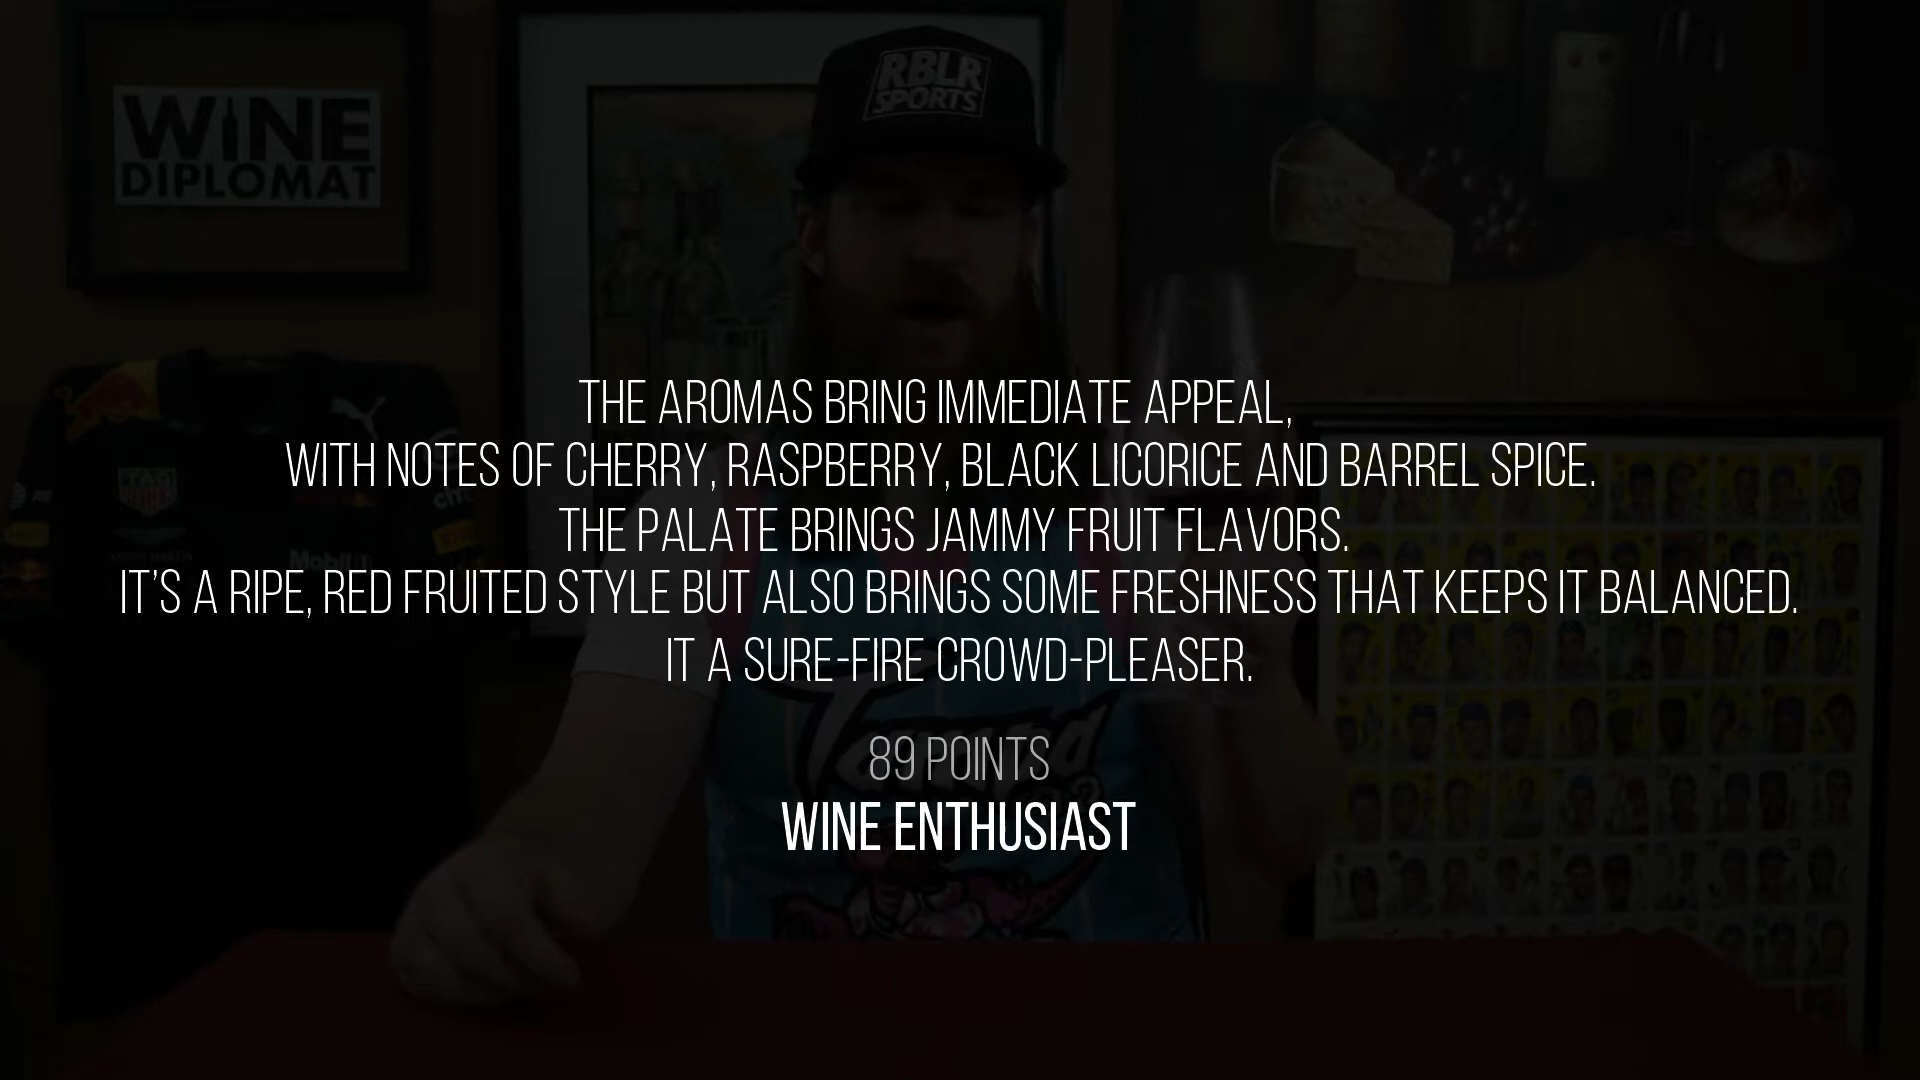 RBLR
SPORTS
WINE
DIPLOMAT
THE AROMAS BRING IMMEDIATE APPEAL,
WITH NOTES OF CHERRY, RASPBERRY, BLACK LICORICE AND BARREL SPICE.
THE PALATE BRINGS JAMMY FRUIT FLAVORS.
IT'S A RIPE, RED FRUITED STYLE BUT ALSO BRINGS SOME FRESHNESS THAT KEEPS IT BALANCED.
IT A SURE-FIRE CROWD-PLEASER.
89 POINTS
WINE ENTHUSIAST